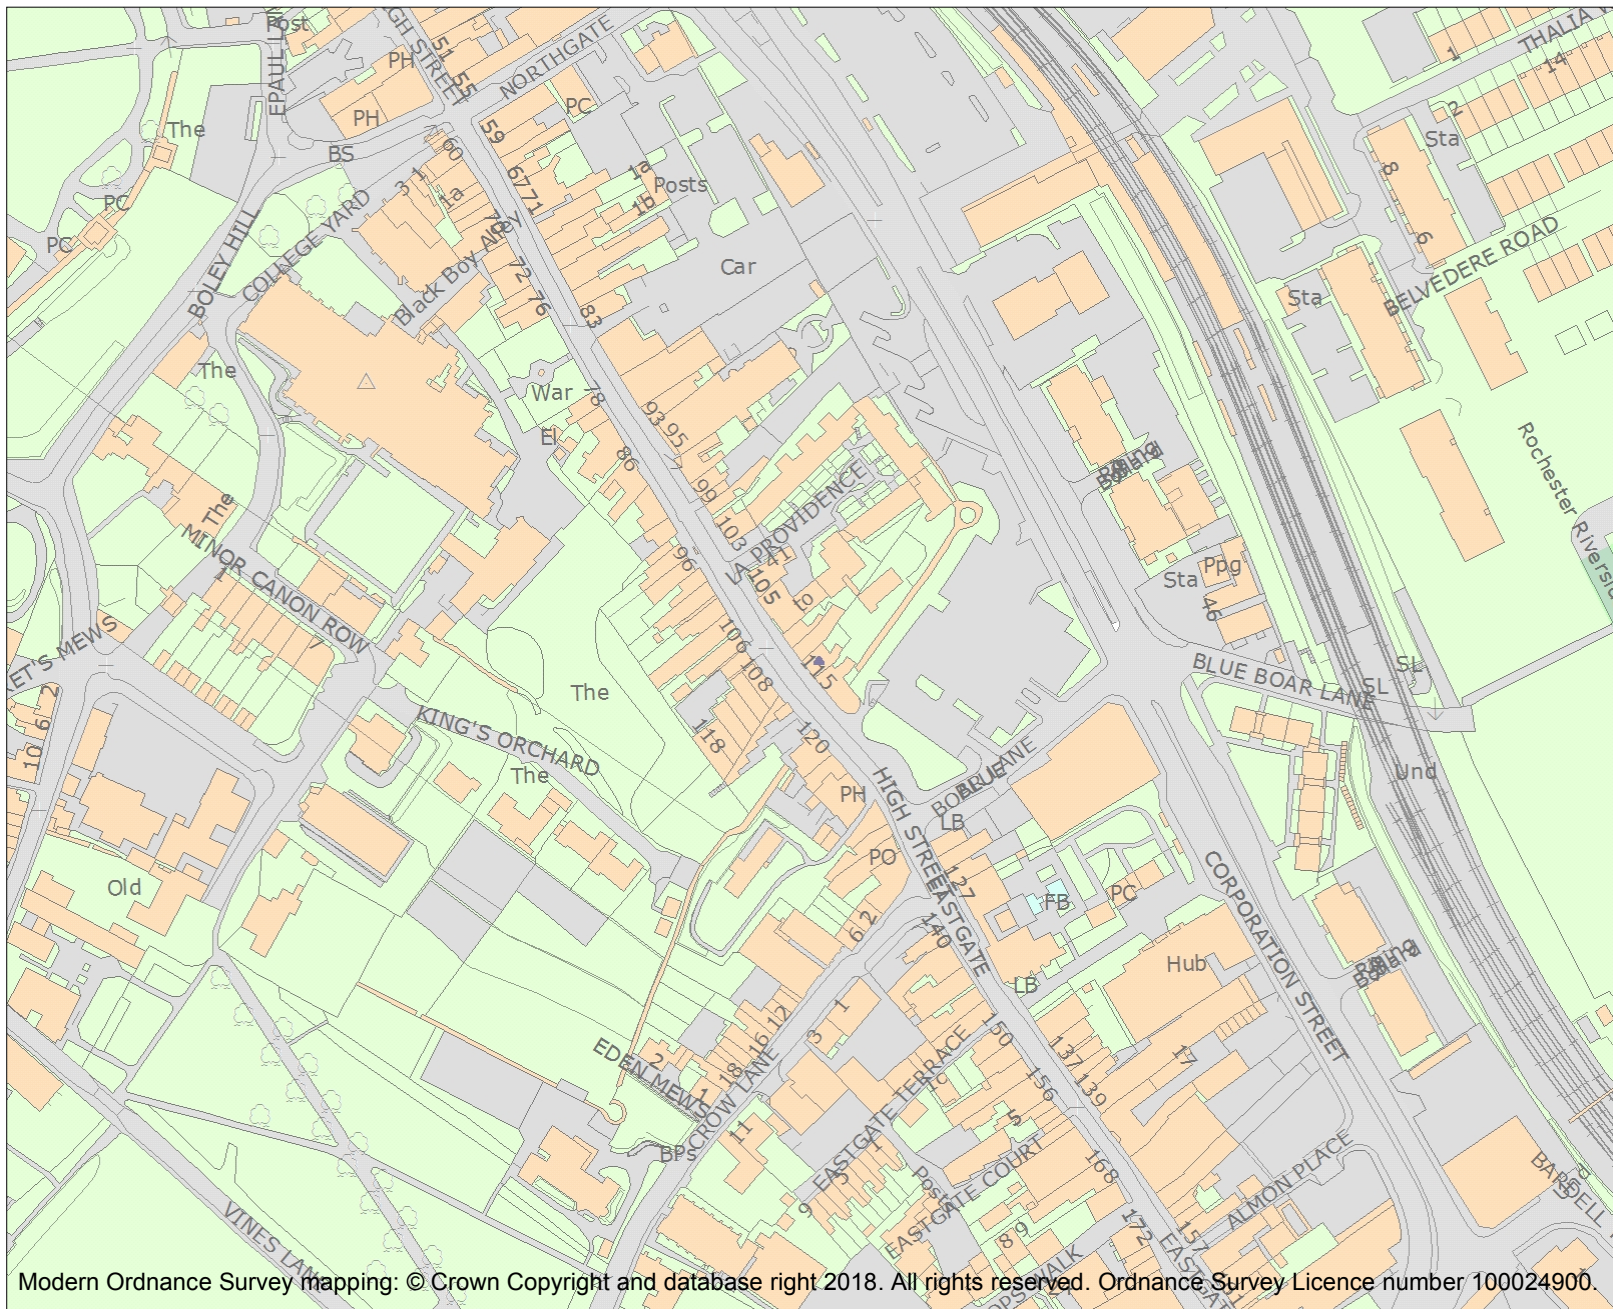 Post
HIGH STREET
51
55
NORTHGATE
PH
PH
PC
59
60
The
BS
PC
PC
BOLEY HILL
COLLEGE YARD
3
1
1a
67
71
1a
1b
Posts
70
72
76
Black Boy Alley
83
Car
THALIA
1
14
2
Sta
8
6
BELVEDERE ROAD
Sta
The
War
78
El
86
93
95
99
103
LA PROVIDENCE
41
to
105
96
106
108
115
Rochester Riverside
Sta
Ppg
46
The
MINOR CANON ROW
1
7
2
6
10
KING'S ORCHARD
The
The
118
120
BLUE BOAR LANE
SL
SL
Und
PH
HIGH STREET
BLUE
BOAR LANE
LB
PO
127
EASTGATE
FB
PC
CORPORATION STREET
Old
6
2
140
LB
Hub
1
3
12
16
18
2
1
EDEN MEWS
CROW LANE
BPs
11
150
156
137
139
17
EASTGATE TERRACE
5
1
3
9
Posts
EASTGATE COURT
168
172
157
EASTGATE
ALMON PLACE
8
9
VINES LANE
Modern Ordnance Survey mapping: © Crown Copyright and database right 2018. All rights reserved. Ordnance Survey Licence number 100024900.